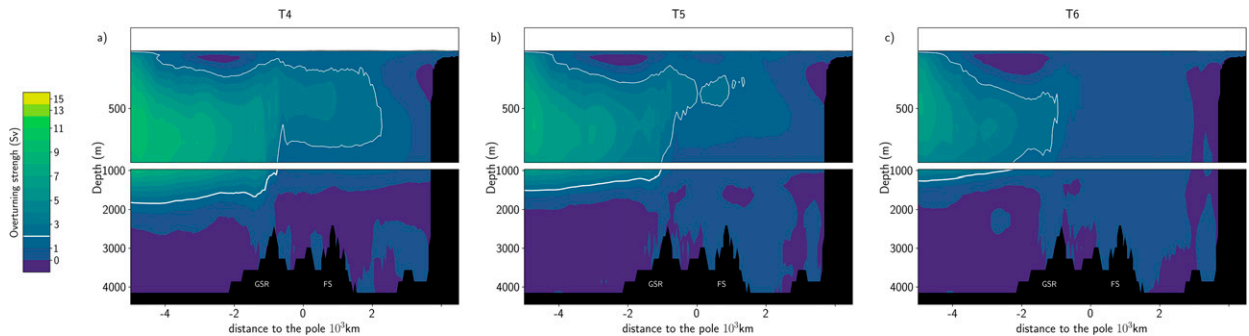 T4
T5
T6
a)
b)
c)
Overturning strengh (Sv)
15
13
11
9
7
5
3
2
1
0
Depth (m)
500
1000
2000
3000
4000
GSR
FS
-4
-2
0
2
distance to the pole 10³km
Depth (m)
500
1000
2000
3000
4000
GSR
FS
-4
-2
0
2
distance to the pole 10³km
Depth (m)
500
1000
2000
3000
4000
GSR
FS
-4
-2
0
2
distance to the pole 10³km